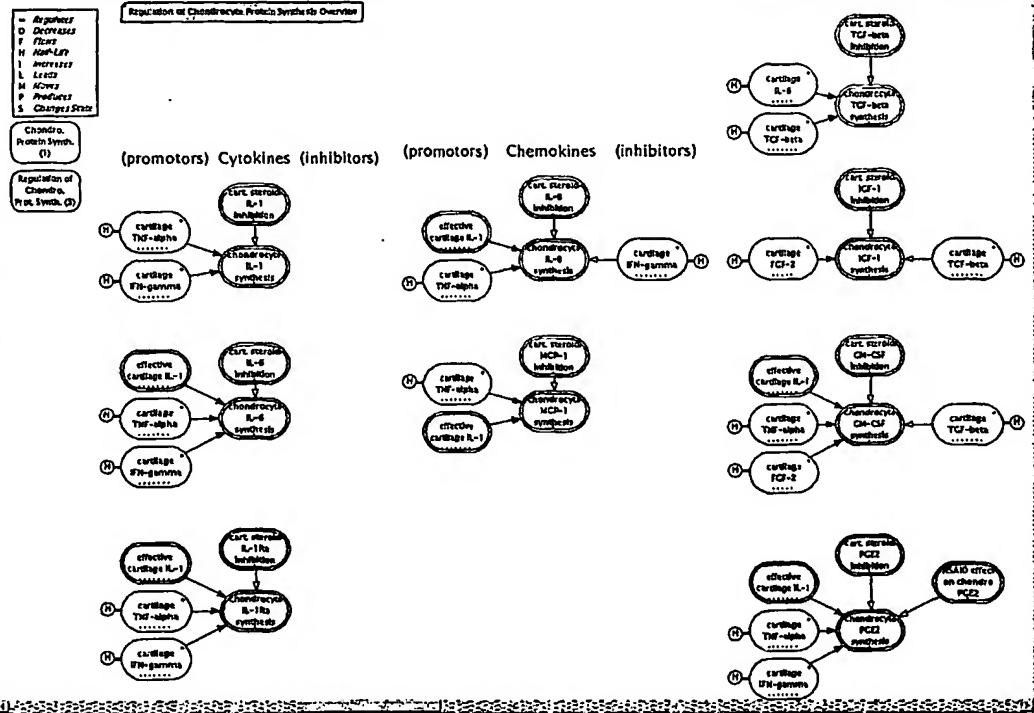 Regulation of Chondrocyte Protein Synthesis Overview
= Regulates
D Decreases
F Flows
H Half-Life
I Increases
L Leads
M Moves
P Produces
S Changes State
Chondro.
Protein Synth.
(1)
Regulation of
Chondro.
Prot. Synth. (3)
(promotors) Cytokines (inhibitors)
cart. steroid
IL-1
inhibition
H
cartilage
TNF-alpha
H
cartilage
IFN-gamma
chondrocyte
IL-1
synthesis
cart. steroid
IL-6
inhibition
effective
cartilage IL-1
H
cartilage
TNF-alpha
H
cartilage
IFN-gamma
chondrocyte
IL-6
synthesis
cart. steroid
IL-1Ra
inhibition
effective
cartilage IL-1
H
cartilage
TNF-alpha
H
cartilage
IFN-gamma
chondrocyte
IL-1Ra
synthesis
(promotors) Chemokines (inhibitors)
cart. steroid
IL-8
inhibition
effective
cartilage IL-1
H
cartilage
TNF-alpha
chondrocyte
IL-8
synthesis
cartilage
IFN-gamma
H
cart. steroid
MCP-1
inhibition
H
cartilage
TNF-alpha
effective
cartilage IL-1
chondrocyte
MCP-1
synthesis
cart. steroid
TGF-beta
inhibition
H
cartilage
H
cartilage
TGF-beta
chondrocyte
TGF-beta
synthesis
cart. steroid
IGF-1
inhibition
H
cartilage
FGF-2
chondrocyte
IGF-1
synthesis
cartilage
TGF-beta
H
cart. steroid
GM-CSF
inhibition
effective
cartilage IL-1
H
cartilage
TNF-alpha
H
cartilage
FGF-2
chondrocyte
GM-CSF
synthesis
cartilage
TGF-beta
H
cart. steroid
PGE2
inhibition
effective
cartilage IL-1
H
cartilage
TNF-alpha
H
cartilage
IFN-gamma
chondrocyte
PGE2
synthesis
NSAID effect
on chondro
PGE2